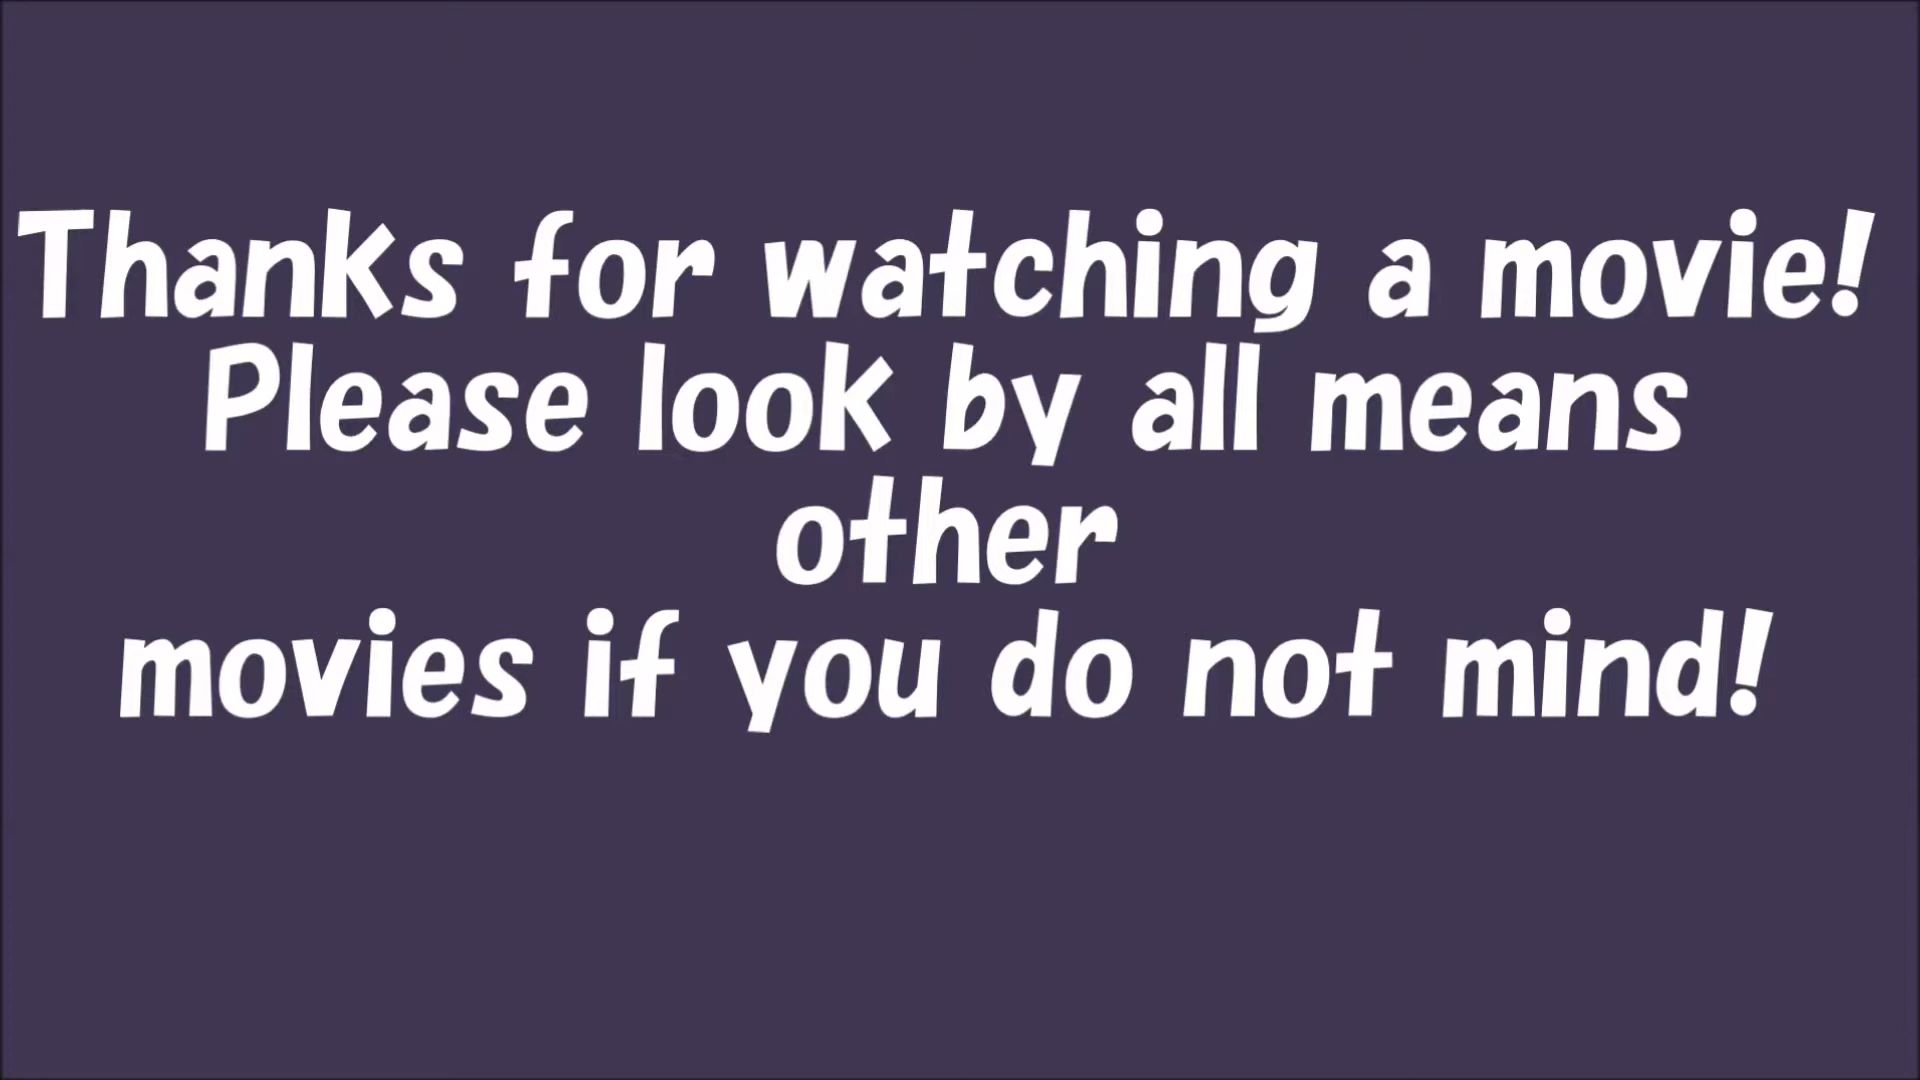 Thanks for watching a movie!
Please look by all means
other
movies if you do not mind!